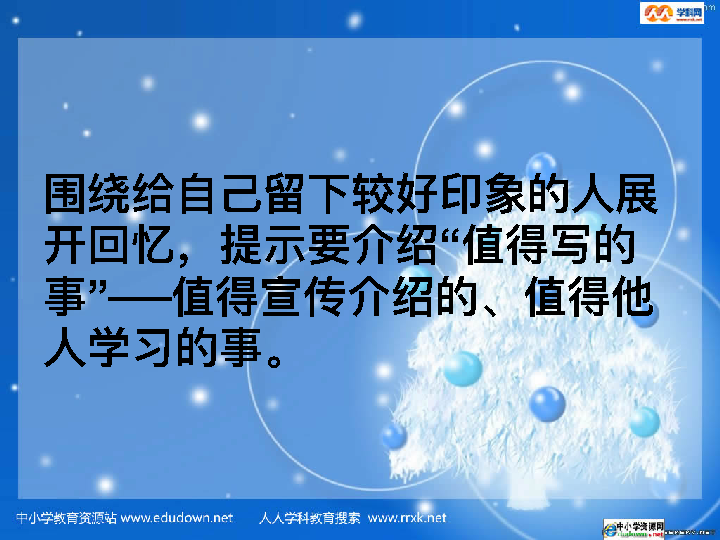 学科网
www.rrxk.net
围绕给自己留下较好印象的人展
开回忆，提示要介绍“值得写的
事”——值得宣传介绍的、值得他
人学习的事。
中小学教育资源站 www.edudown.net 人人学科教育搜索 www.rrxk.net
中小学资源网